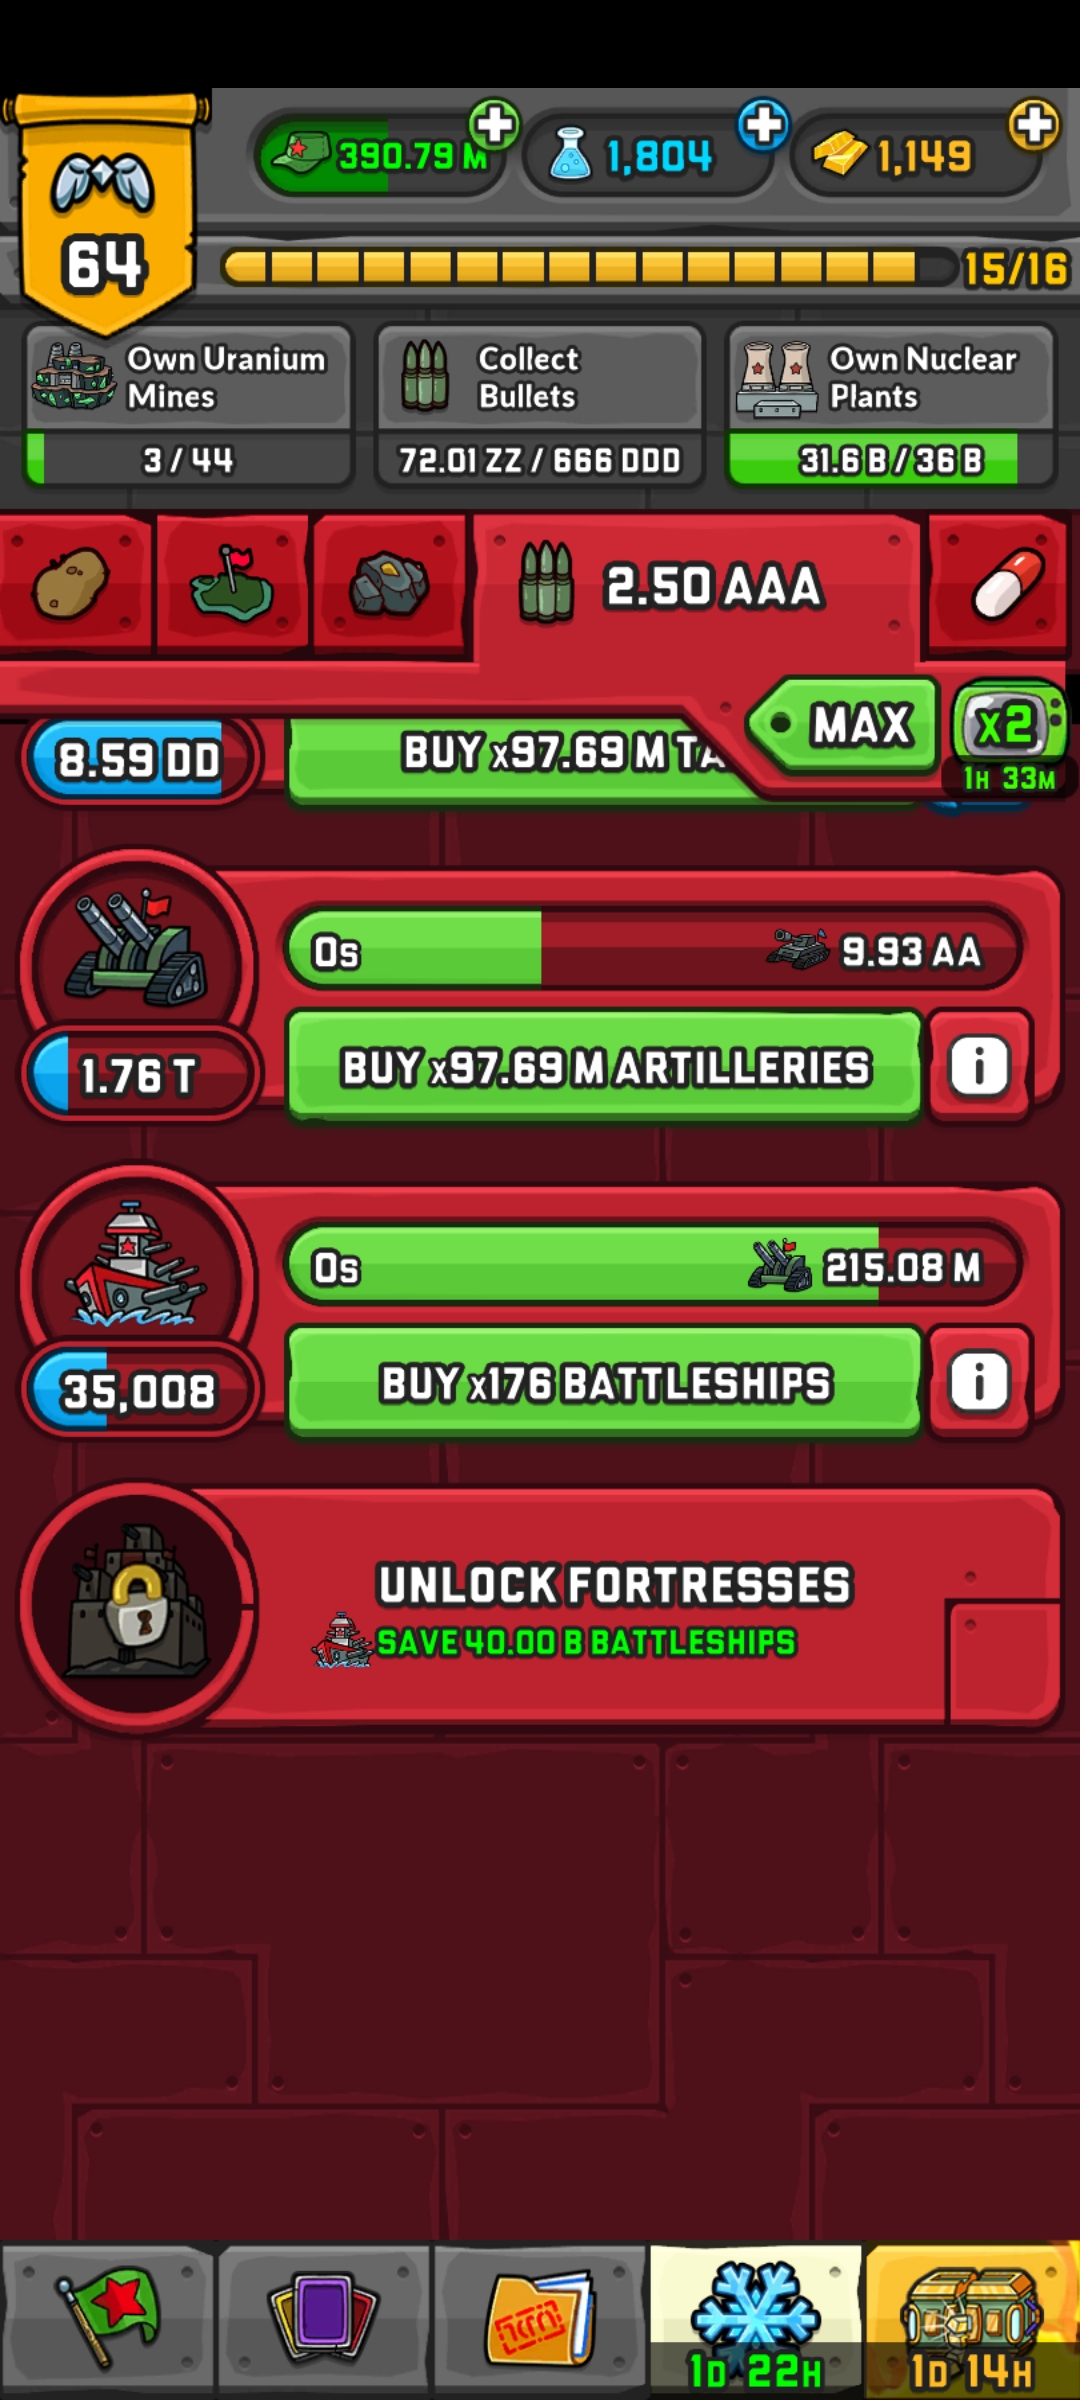 64
390.79 M
1,804
1,149
15/16
Own Uranium
Mines
3 / 44
Collect
Bullets
72.01 ZZ / 666 DDD
Own Nuclear
Plants
31.6 B / 36 B
2.50 AAA
MAX
x2
1H 33M
8.59 DD
BUY x97.69 M TA
0s
9.93 AA
1.76 T
BUY x97.69 M ARTILLERIES
i
0s
215.08 M
35,008
BUY x176 BATTLESHIPS
i
UNLOCK FORTRESSES
SAVE 40.00 B BATTLESHIPS
1D 22H
1D 14H